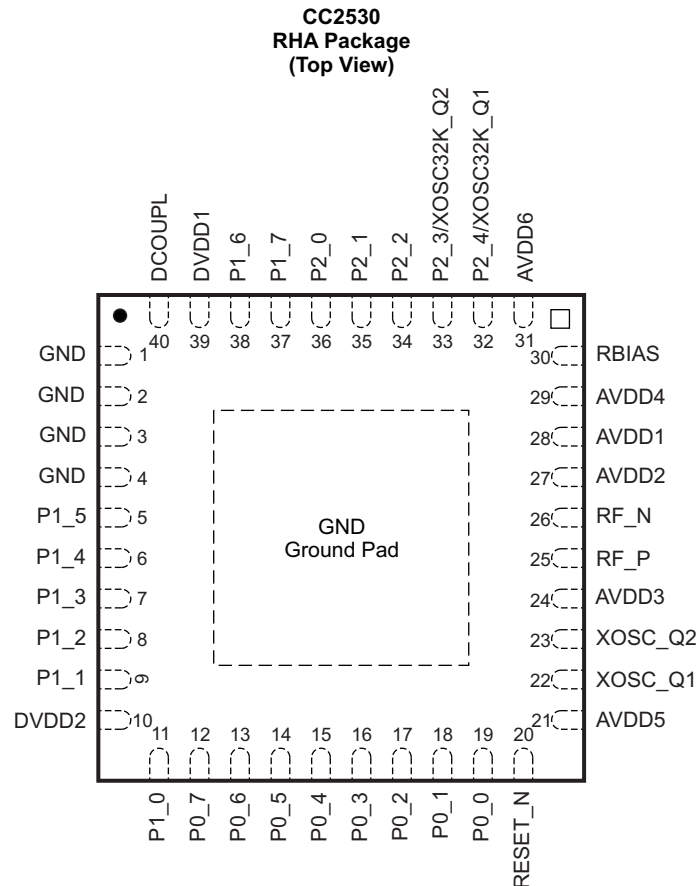 CC2530
RHA Package
(Top View)
DCOUPL
DVDD1
P1_6
P1_7
P2_0
P2_1
P2_2
P2_3/XOSC32K_Q2
P2_4/XOSC32K_Q1
AVDD6
40 39 38 37 36 35 34 33 32 31
GND 1
GND 2
GND 3
GND 4
P1_5 5
P1_4 6
P1_3 7
P1_2 8
P1_1 9
DVDD2 10
GND
Ground Pad
30 RBIAS
29 AVDD4
28 AVDD1
27 AVDD2
26 RF_N
25 RF_P
24 AVDD3
23 XOSC_Q2
22 XOSC_Q1
21 AVDD5
11 12 13 14 15 16 17 18 19 20
P1_0
P0_7
P0_6
P0_5
P0_4
P0_3
P0_2
P0_1
P0_0
RESET_N